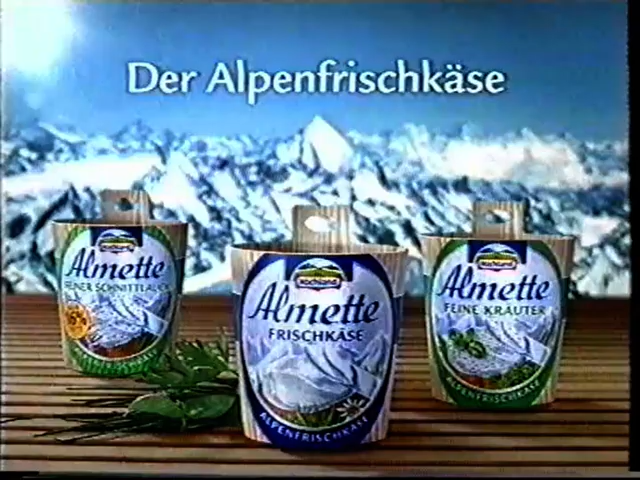 Der Alpenfrischkäse
HOCHLAND
Almette
FEINER SCHNITTLAUCH
HOCHLAND
Almette
FRISCHKÄSE
ALPENFRISCHKÄSE
HOCHLAND
Almette
FEINE KRÄUTER
ALPENFRISCHKÄSE